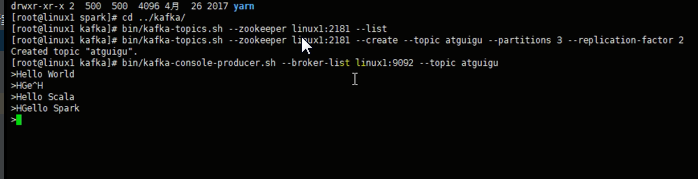 drwxr-xr-x 2 500 500 4096 4月 26 2017 yarn
[root@linux1 spark]# cd ../kafka/
[root@linux1 kafka]# bin/kafka-topics.sh --zookeeper linux1:2181 --list
[root@linux1 kafka]# bin/kafka-topics.sh --zookeeper linux1:2181 --create --topic atguigu --partitions 3 --replication-factor 2
Created topic "atguigu".
[root@linux1 kafka]# bin/kafka-console-producer.sh --broker-list linux1:9092 --topic atguigu
>Hello World
>HGe^H
>Hello Scala
>HGello Spark
>